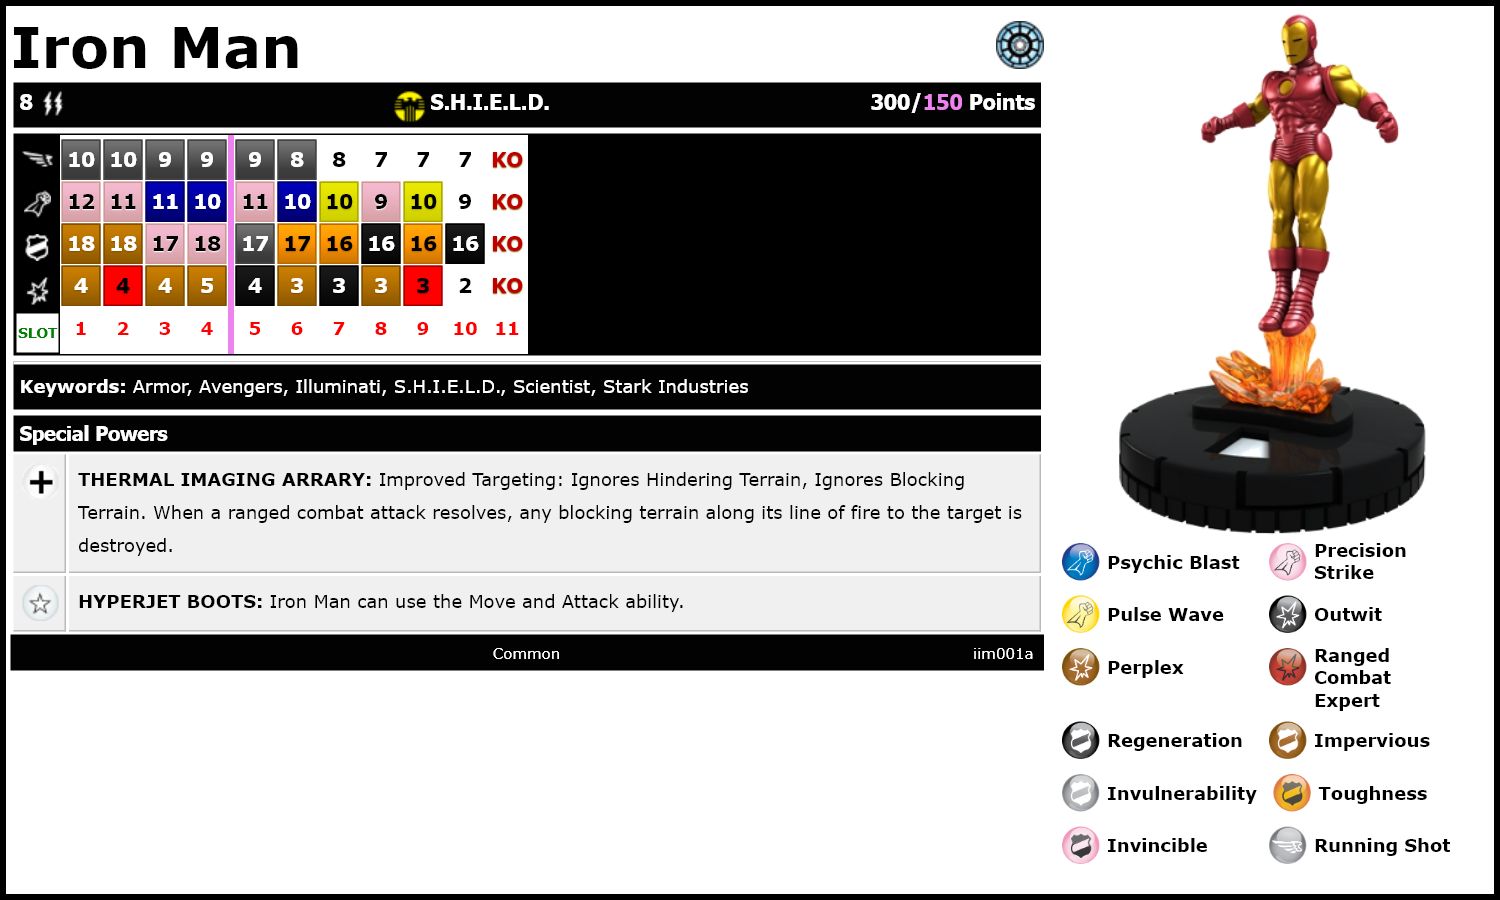 Iron Man
8 S.H.I.E.L.D. 300/150 Points
10 10 9 9 9 8 8 7 7 7 KO
12 11 11 10 11 10 10 9 10 9 KO
18 18 17 18 17 17 16 16 16 16 KO
4 4 4 5 4 3 3 3 3 2 KO
SLOT 1 2 3 4 5 6 7 8 9 10 11
Keywords: Armor, Avengers, Illuminati, S.H.I.E.L.D., Scientist, Stark Industries
Special Powers
THERMAL IMAGING ARRARY: Improved Targeting: Ignores Hindering Terrain, Ignores Blocking
Terrain. When a ranged combat attack resolves, any blocking terrain along its line of fire to the target is
destroyed.
HYPERJET BOOTS: Iron Man can use the Move and Attack ability.
Common iim001a
Psychic Blast
Precision
Strike
Pulse Wave
Outwit
Perplex
Ranged
Combat
Expert
Regeneration
Impervious
Invulnerability
Toughness
Invincible
Running Shot